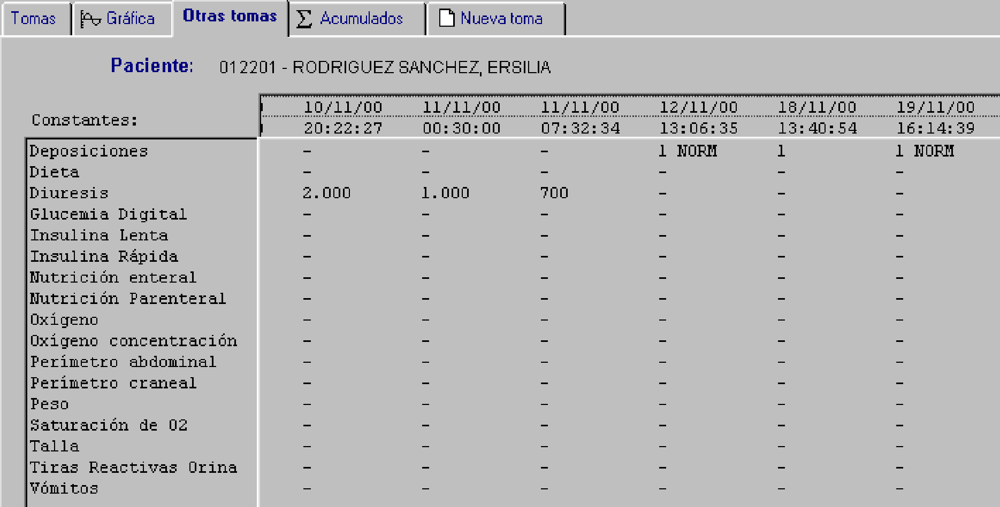 Tomas Gráfica Otras tomas Σ Acumulados Nueva toma
Paciente: 012201 - RODRIGUEZ SANCHEZ, ERSILIA
10/11/00 11/11/00 11/11/00 12/11/00 18/11/00 19/11/00
Constantes:
20:22:27 00:30:00 07:32:34 13:06:35 13:40:54 16:14:39
Deposiciones - - - 1 NORM 1 1 NORM
Dieta - - - - - -
Diuresis 2.000 1.000 700 - - -
Glucemia Digital - - - - - -
Insulina Lenta - - - - - -
Insulina Rápida - - - - - -
Nutrición enteral - - - - - -
Nutrición Parenteral - - - - - -
Oxígeno - - - - - -
Oxígeno concentración - - - - - -
Perímetro abdominal - - - - - -
Perímetro craneal - - - - - -
Peso - - - - - -
Saturación de O2 - - - - - -
Talla - - - - - -
Tiras Reactivas Orina - - - - - -
Vómitos - - - - - -